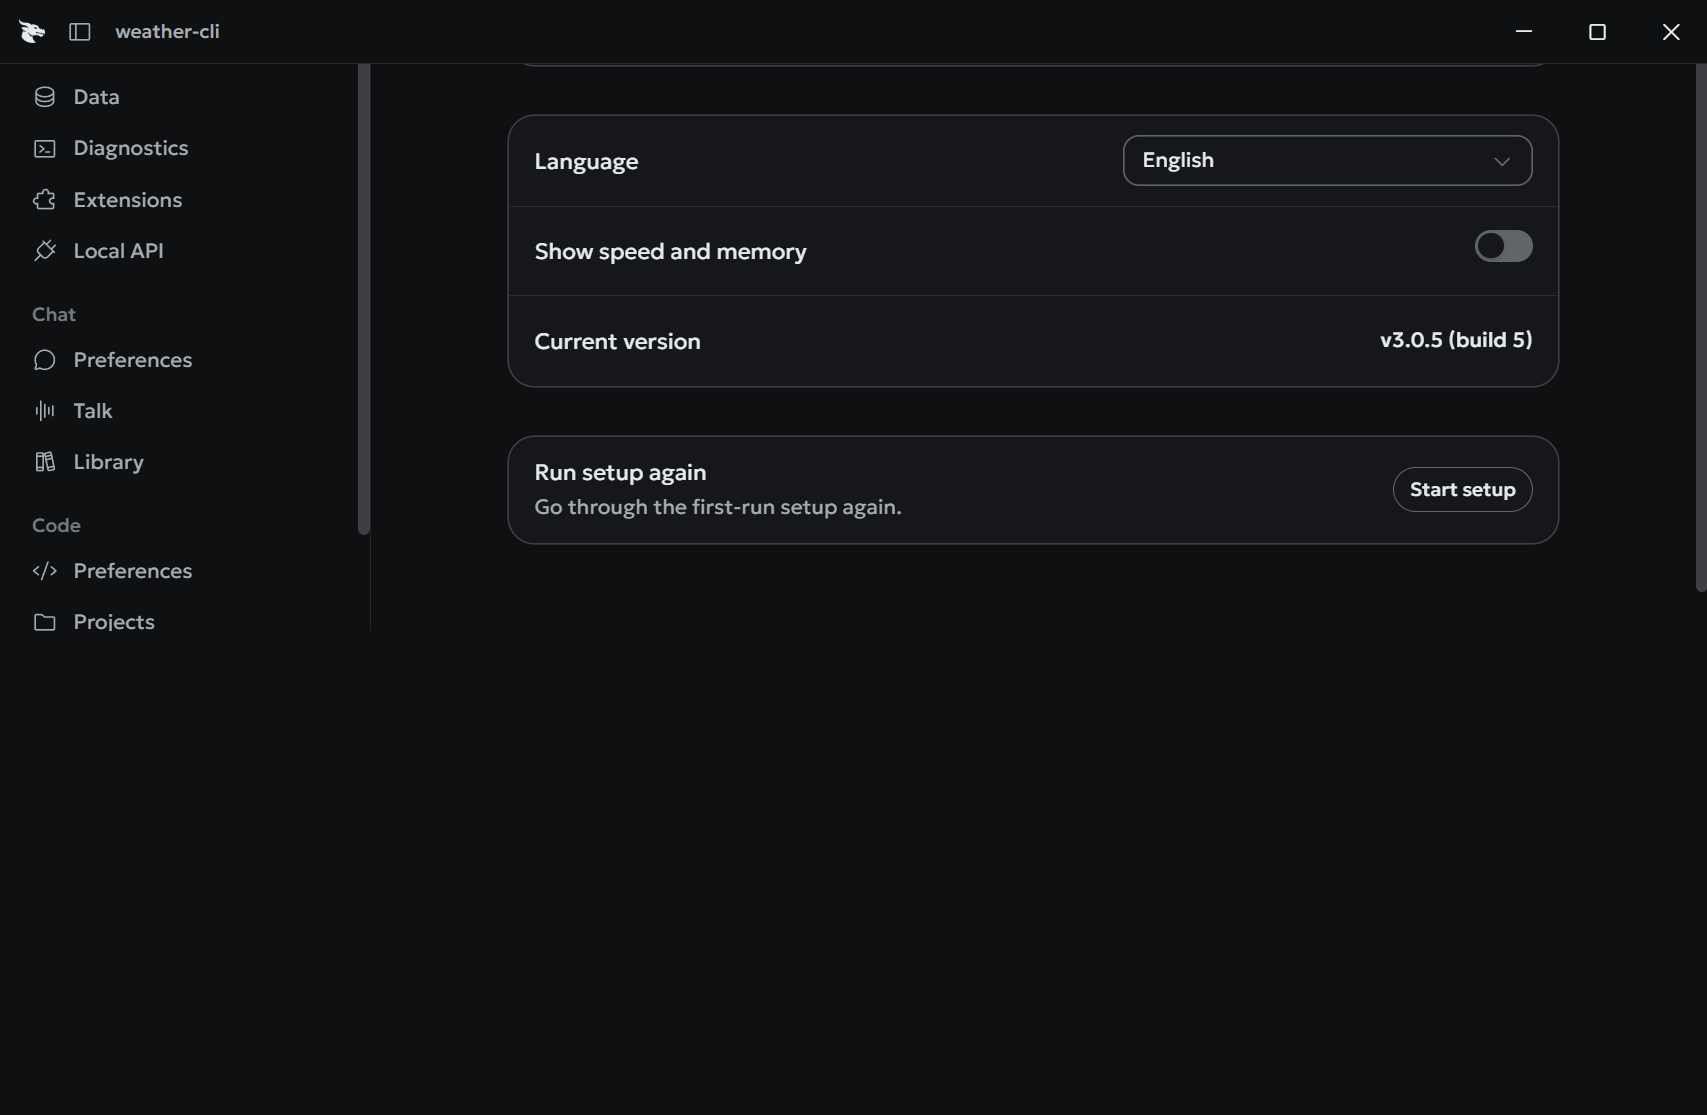 weather-cli
Data
Diagnostics
Extensions
Local API
Chat
Preferences
Talk
Library
Code
Preferences
Projects
Language
English
Show speed and memory
Current version
v3.0.5 (build 5)
Run setup again
Go through the first-run setup again.
Start setup